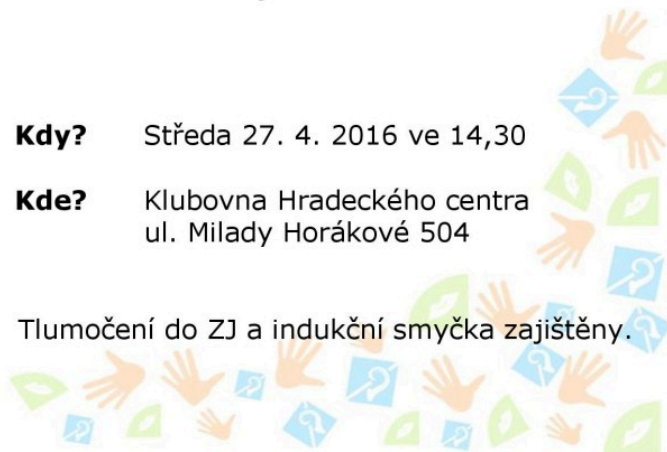 Kdy? Středa 27. 4. 2016 ve 14,30
Kde? Klubovna Hradeckého centra
ul. Milady Horákové 504
Tlumočení do ZJ a indukční smyčka zajištěny.